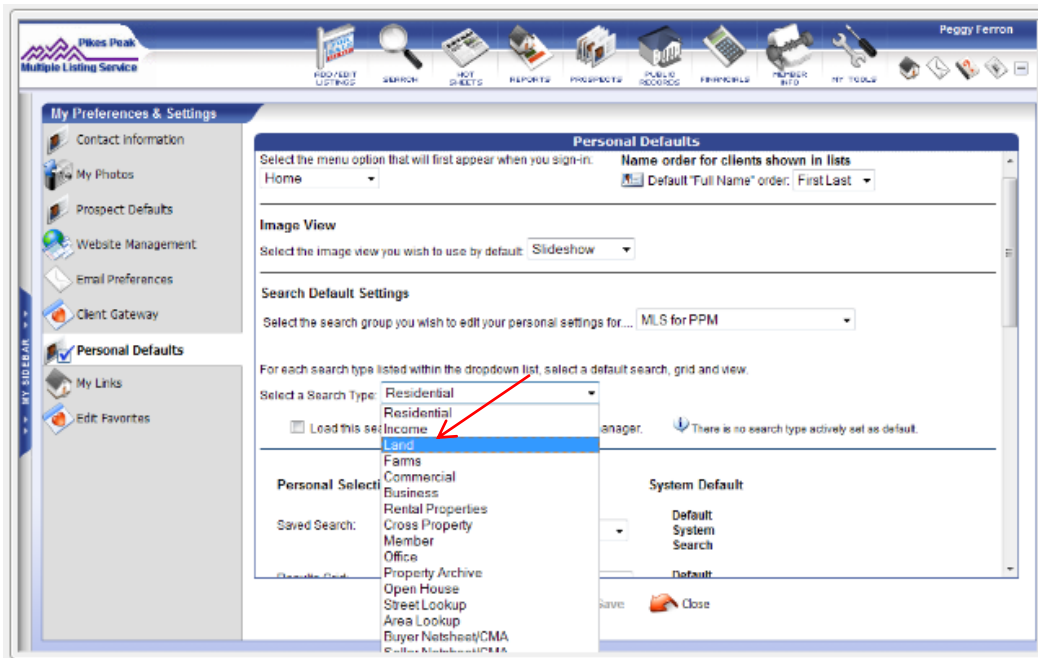 Pikes Peak
Multiple Listing Service
Peggy Ferron
ADD/EDIT LISTINGS
SEARCH
HOT SHEETS
REPORTS
PROSPECTS
PUBLIC RECORDS
FINANCIALS
MEMBER INFO
MY TOOLS
My Preferences & Settings
Contact Information
My Photos
Prospect Defaults
Website Management
Email Preferences
Client Gateway
Personal Defaults
My Links
Edit Favorites
MY SIDEBAR
Personal Defaults
Select the menu option that will first appear when you sign-in:
Home
Name order for clients shown in lists
Default "Full Name" order: First Last
Image View
Select the image view you wish to use by default Slideshow
Search Default Settings
Select the search group you wish to edit your personal settings for.... MLS for PPM
For each search type listed within the dropdown list, select a default search, grid and view.
Select a Search Type: Residential
Residential
Load this sea Income anager. There is no search type actively set as default.
Land
Farms
Commercial
Personal Selecti System Default
Business
Rental Properties
Default
Saved Search: Cross Property
System
Member
Search
Office
Property Archive
Results Grid: Default
Open House
Street Lookup
Save Close
Area Lookup
Buyer Netsheet/CMA
Seller Netsheet/CMA